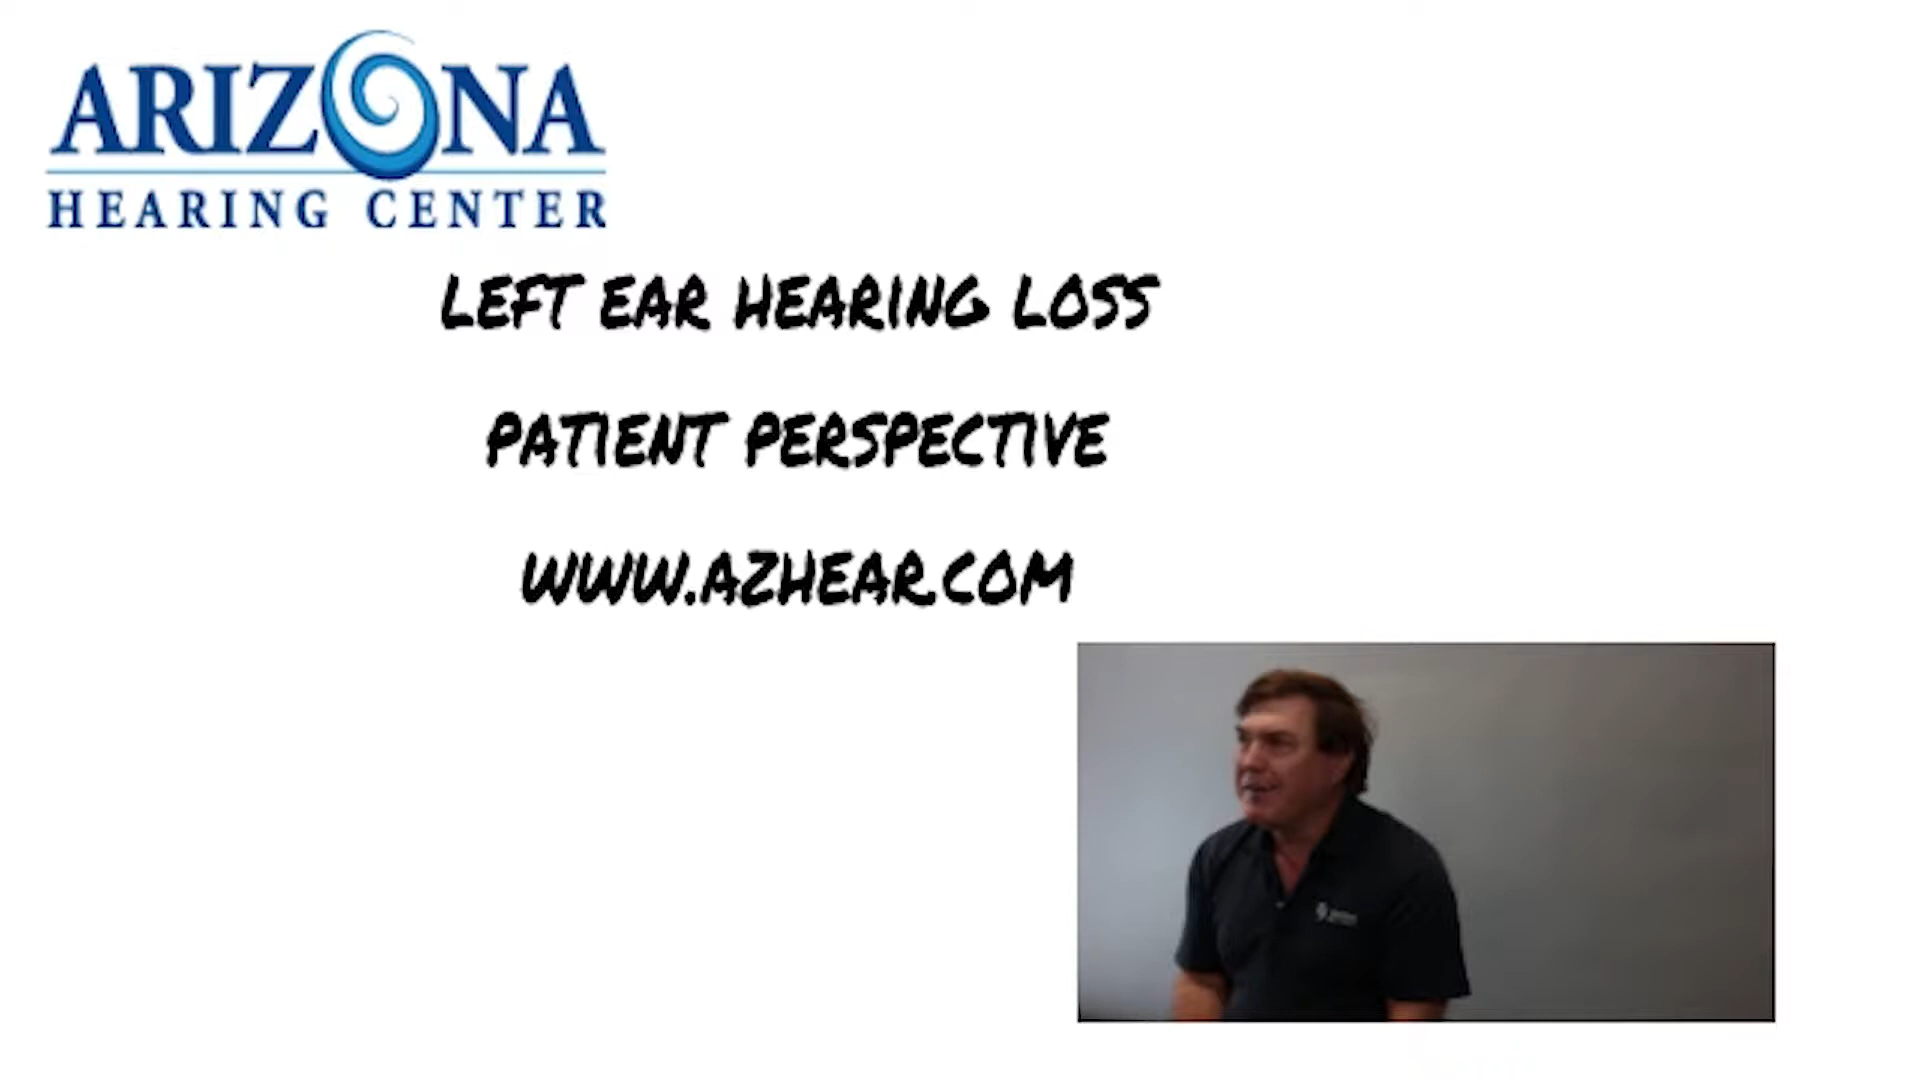 ARIZONA
HEARING CENTER
LEFT EAR HEARING LOSS
PATIENT PERSPECTIVE
WWW.AZHEAR.COM